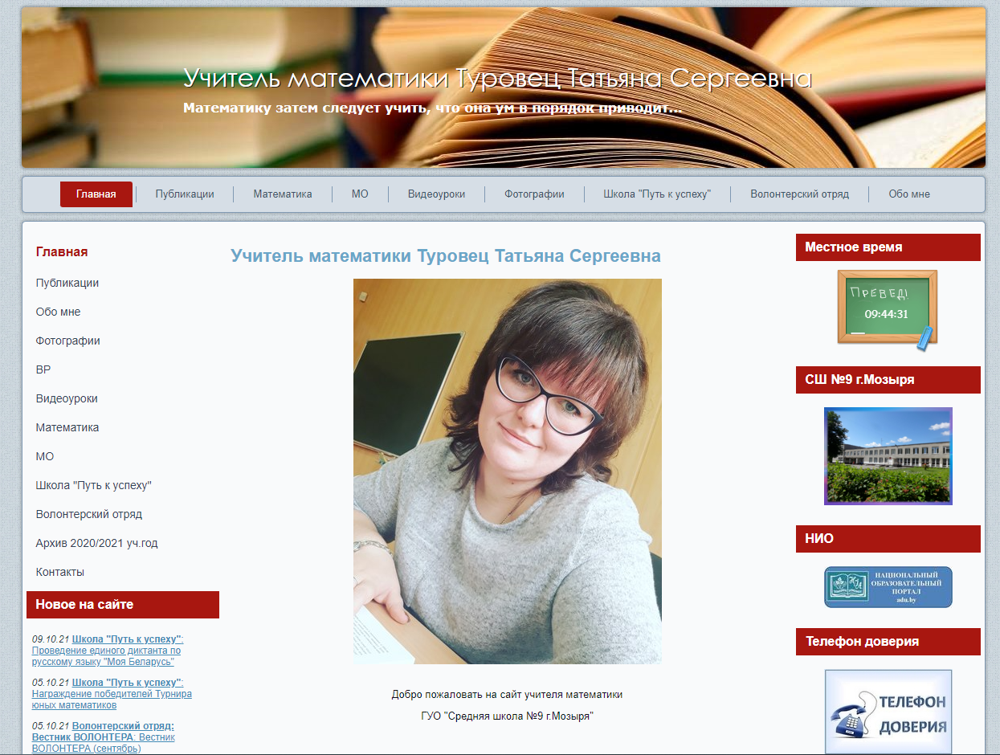 Учитель математики Туровец Татьяна Сергеевна
Математику затем следует учить, что она ум в порядок приводит...
Главная
Публикации
Математика
МО
Видеоуроки
Фотографии
Школа "Путь к успеху"
Волонтерский отряд
Обо мне
Главная
Публикации
Обо мне
Фотографии
ВР
Видеоуроки
Математика
МО
Школа "Путь к успеху"
Волонтерский отряд
Архив 2020/2021 уч.год
Контакты
Новое на сайте
09.10.21 Школа "Путь к успеху":
Проведение единого диктанта по
русскому языку "Моя Беларусь"
05.10.21 Школа "Путь к успеху":
Награждение победителей Турнира
юных математиков
05.10.21 Волонтерский отряд:
Вестник ВОЛОНТЕРА: Вестник
ВОЛОНТЕРА (сентябрь)
Учитель математики Туровец Татьяна Сергеевна
Добро пожаловать на сайт учителя математики
ГУО "Средняя школа №9 г.Мозыря"
Местное время
ПРЕВЕД!
09:44:31
СШ №9 г.Мозыря
НИО
НАЦИОНАЛЬНЫЙ
ОБРАЗОВАТЕЛЬНЫЙ
ПОРТАЛ
adu.by
Телефон доверия
ТЕЛЕФОН
ДОВЕРИЯ